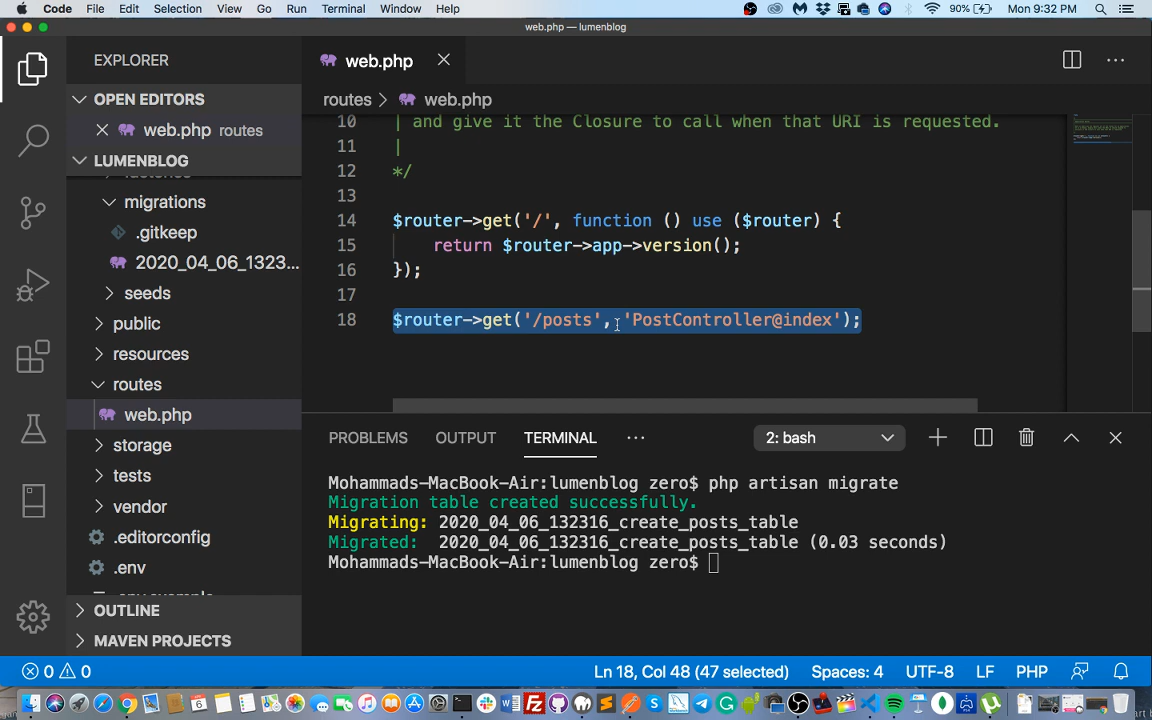 Code File Edit Selection View Go Run Terminal Window Help 90% Mon 9:32 PM
web.php — lumenblog
EXPLORER
OPEN EDITORS
web.php routes
LUMENBLOG
migrations
.gitkeep
2020_04_06_1323...
seeds
public
resources
routes
web.php
storage
tests
vendor
.editorconfig
.env
OUTLINE
MAVEN PROJECTS
web.php
routes > web.php
10 | and give it the Closure to call when that URI is requested.
11 |
12 */
13
14 $router->get('/', function () use ($router) {
15 return $router->app->version();
16 });
17
18 $router->get('/posts', 'PostController@index');
PROBLEMS OUTPUT TERMINAL ... 2: bash
Mohammads-MacBook-Air:lumenblog zero$ php artisan migrate
Migration table created successfully.
Migrating: 2020_04_06_132316_create_posts_table
Migrated: 2020_04_06_132316_create_posts_table (0.03 seconds)
Mohammads-MacBook-Air:lumenblog zero$
0 0 Ln 18, Col 48 (47 selected) Spaces: 4 UTF-8 LF PHP